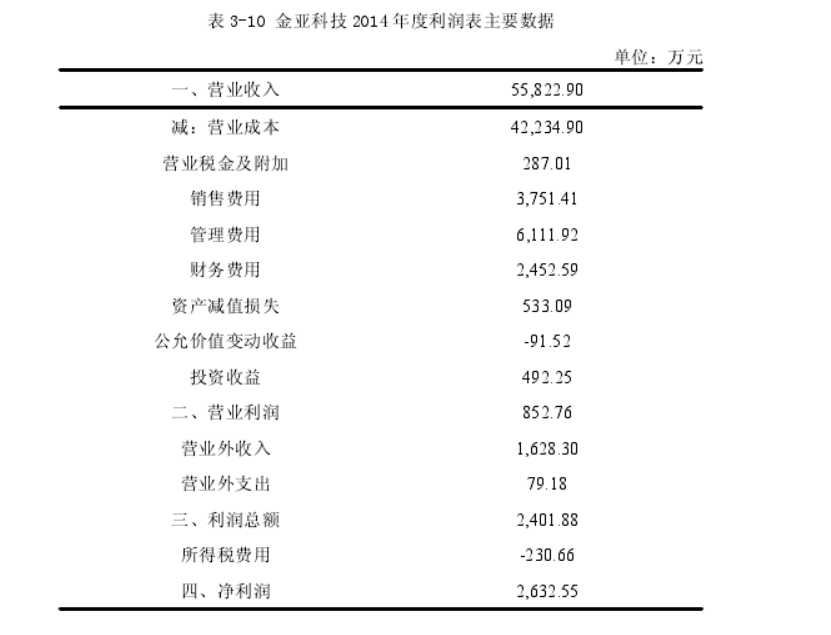 表 3-10 金亚科技 2014 年度利润表主要数据
单位：万元
一、营业收入 55,822.90
减：营业成本 42,234.90
营业税金及附加 287.01
销售费用 3,751.41
管理费用 6,111.92
财务费用 2,452.59
资产减值损失 533.09
公允价值变动收益 -91.52
投资收益 492.25
二、营业利润 852.76
营业外收入 1,628.30
营业外支出 79.18
三、利润总额 2,401.88
所得税费用 -230.66
四、净利润 2,632.55